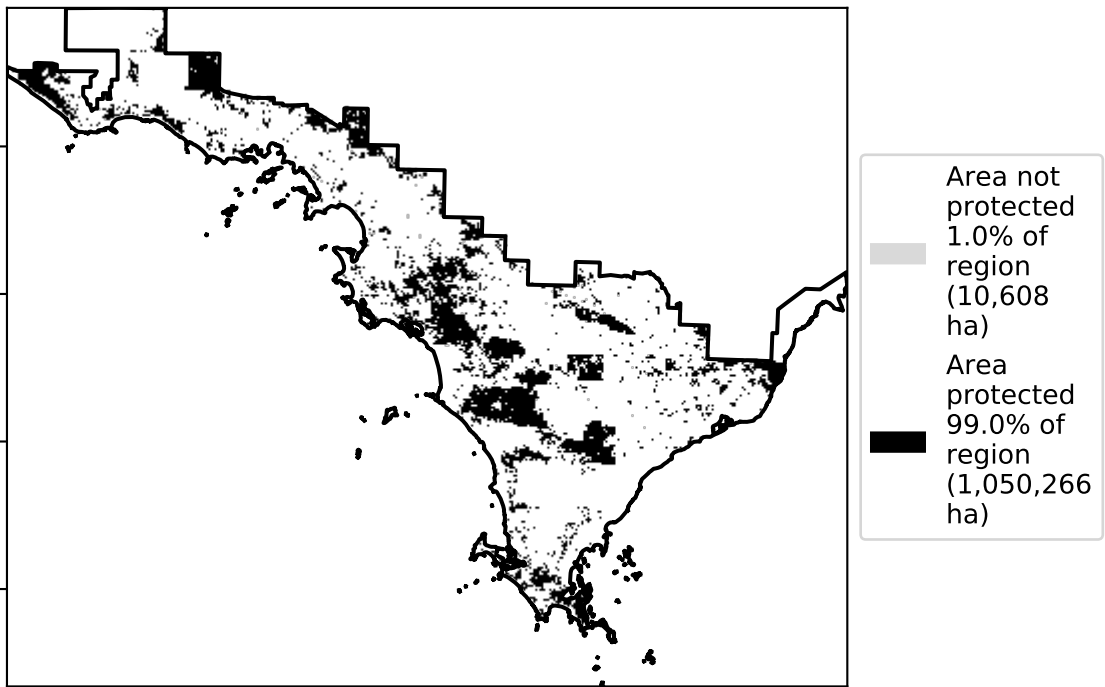 Area not
protected
1.0% of
region
(10,608
ha)
Area
protected
99.0% of
region
(1,050,266
ha)